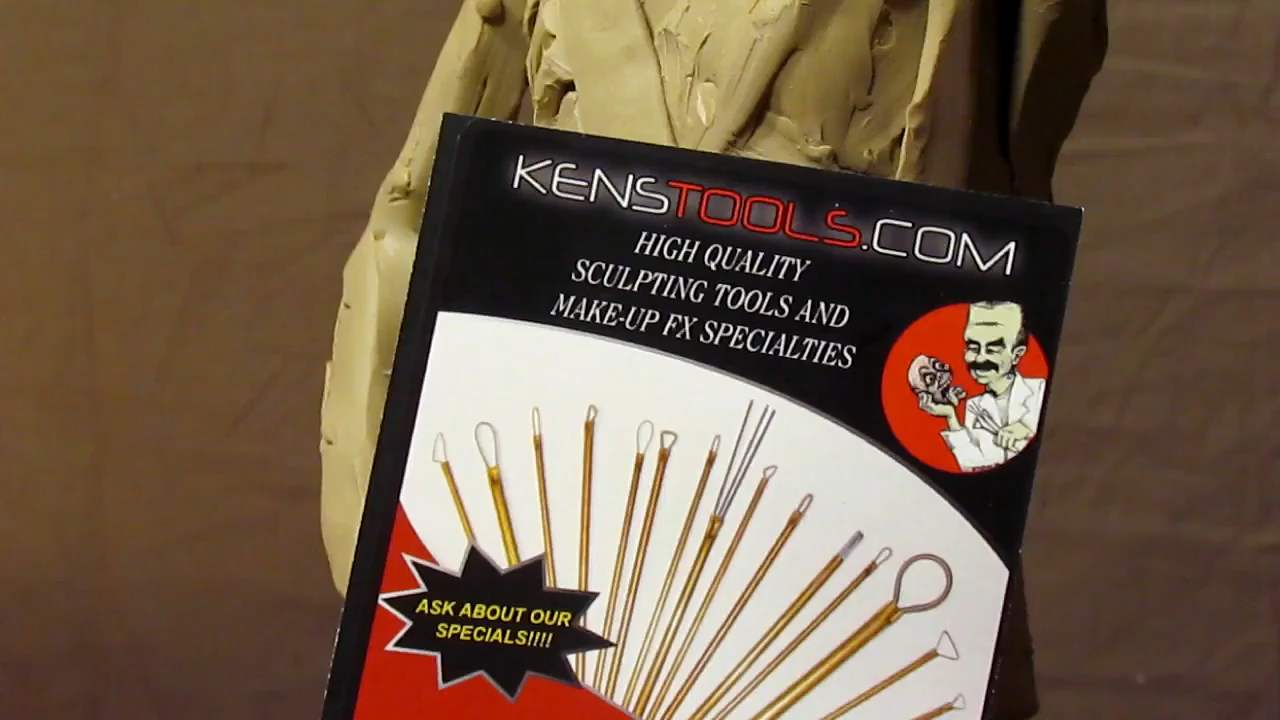 KENSTOOLS.COM
HIGH QUALITY
SCULPTING TOOLS AND
MAKE-UP FX SPECIALTIES
ASK ABOUT OUR
SPECIALS!!!!